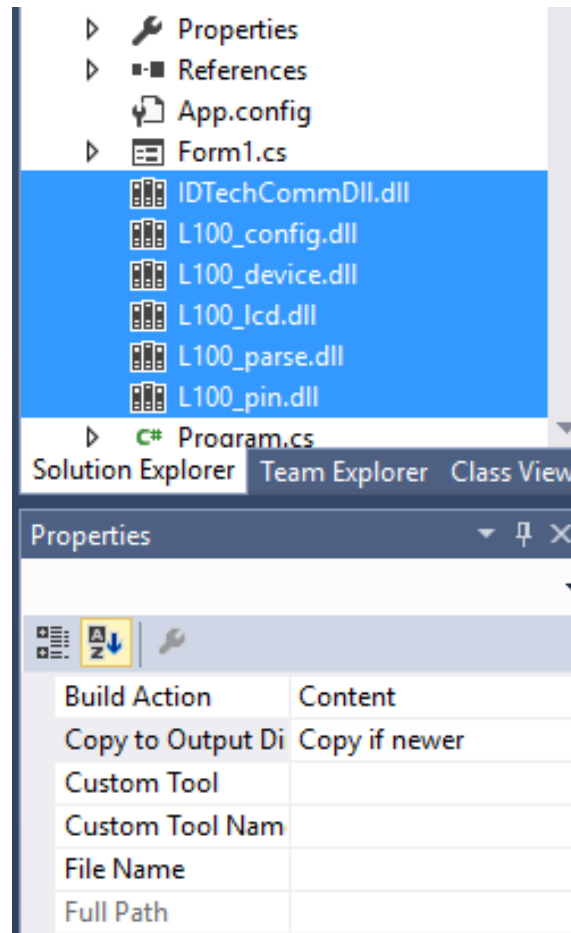 Properties
References
App.config
Form1.cs
IDTechCommDll.dll
L100_config.dll
L100_device.dll
L100_lcd.dll
L100_parse.dll
L100_pin.dll
C# Program.cs
Solution Explorer Team Explorer Class View
Properties
Build Action Content
Copy to Output Di Copy if newer
Custom Tool
Custom Tool Nam
File Name
Full Path